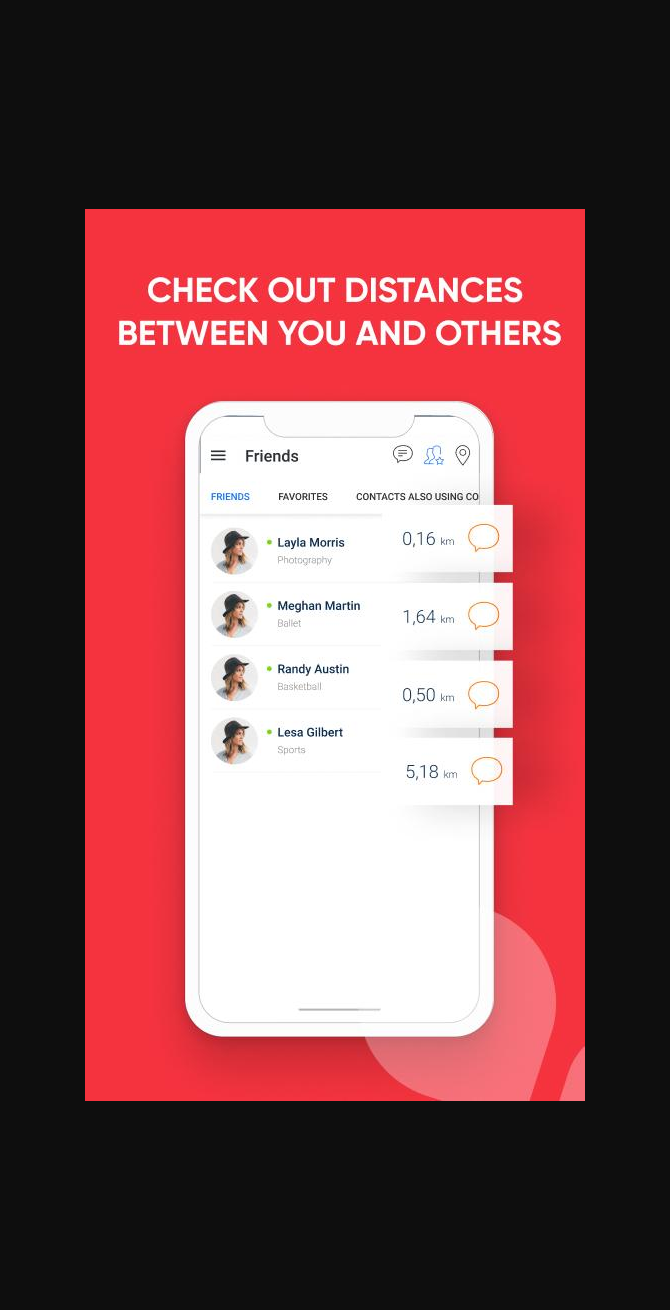 CHECK OUT DISTANCES
BETWEEN YOU AND OTHERS
Friends
FRIENDS FAVORITES CONTACTS ALSO USING CO
Layla Morris
Photography
0,16 km
Meghan Martin
Ballet
1,64 km
Randy Austin
Basketball
0,50 km
Lesa Gilbert
Sports
5,18 km